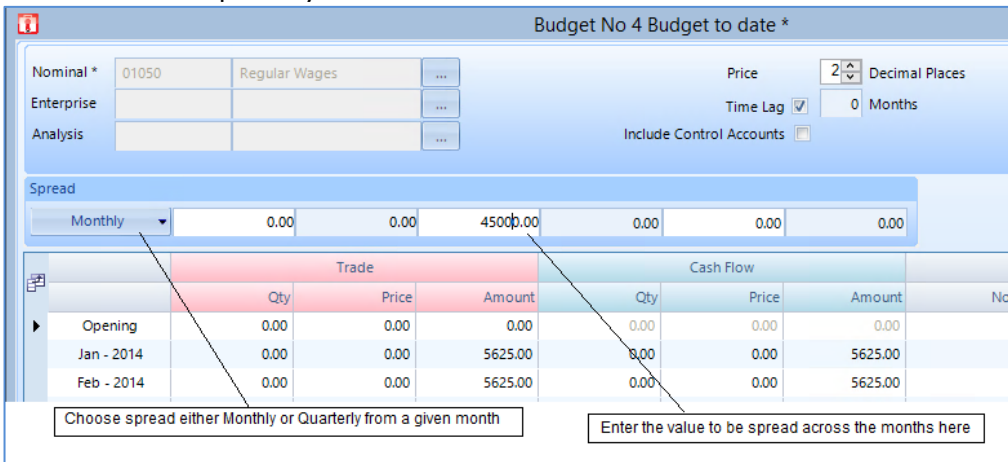 Budget No 4 Budget to date *
Nominal * 01050 Regular Wages ... Price 2 Decimal Places
Enterprise ... Time Lag 0 Months
Analysis ... Include Control Accounts
Spread
Monthly 0.00 0.00 45000.00 0.00 0.00 0.00
Trade Cash Flow
Qty Price Amount Qty Price Amount
Opening 0.00 0.00 0.00 0.00 0.00 0.00
Jan - 2014 0.00 0.00 5625.00 0.00 0.00 5625.00
Feb - 2014 0.00 0.00 5625.00 0.00 0.00 5625.00
Choose spread either Monthly or Quarterly from a given month
Enter the value to be spread across the months here